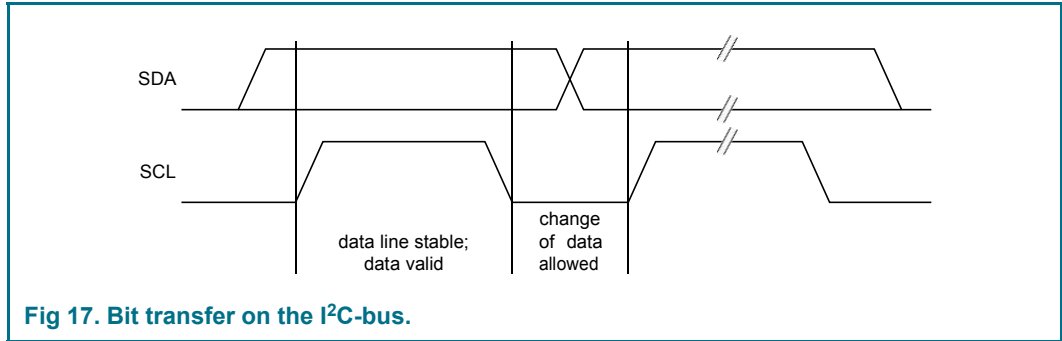 SDA
SCL
data line stable;
data valid
change
of data
allowed
Fig 17. Bit transfer on the I²C-bus.